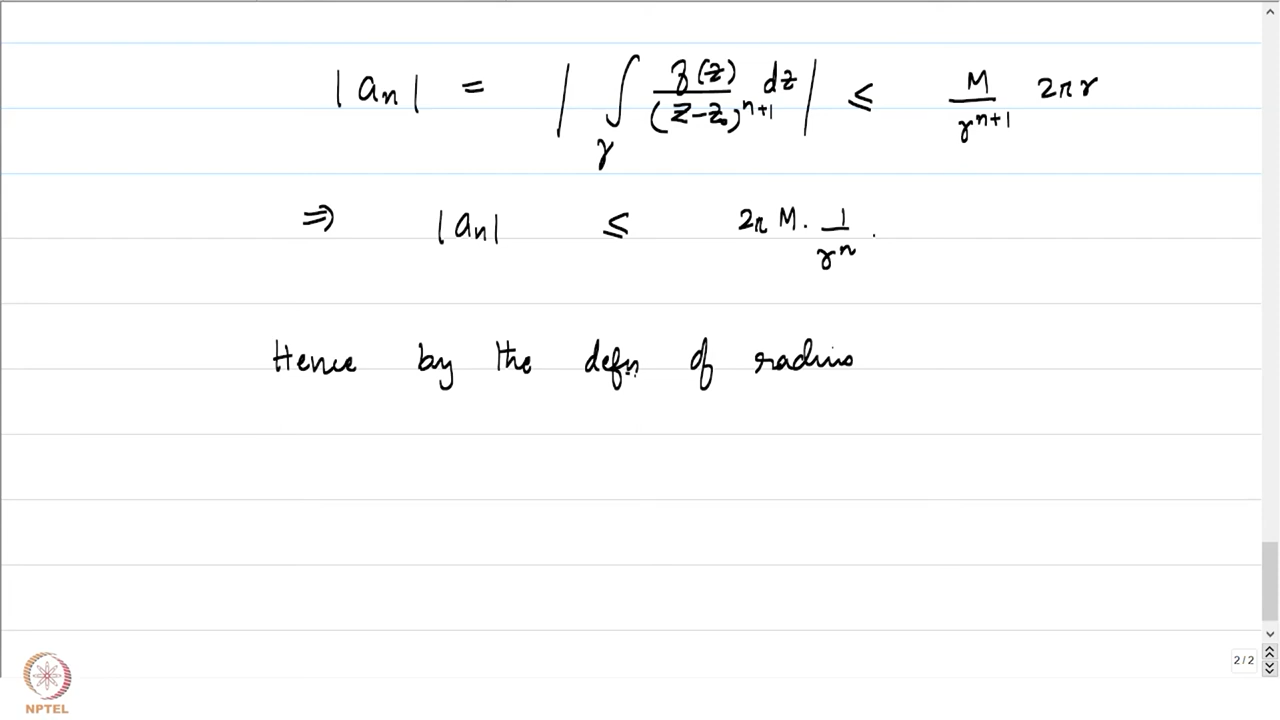 |aₙ| = | ∫_γ f(z)/(z-z₀)ⁿ⁺¹ dz | ≤ M/rⁿ⁺¹ 2πr
⇒ |aₙ| ≤ 2π M. 1/rⁿ.
Hence by the defn. of radius
2/2
NPTEL